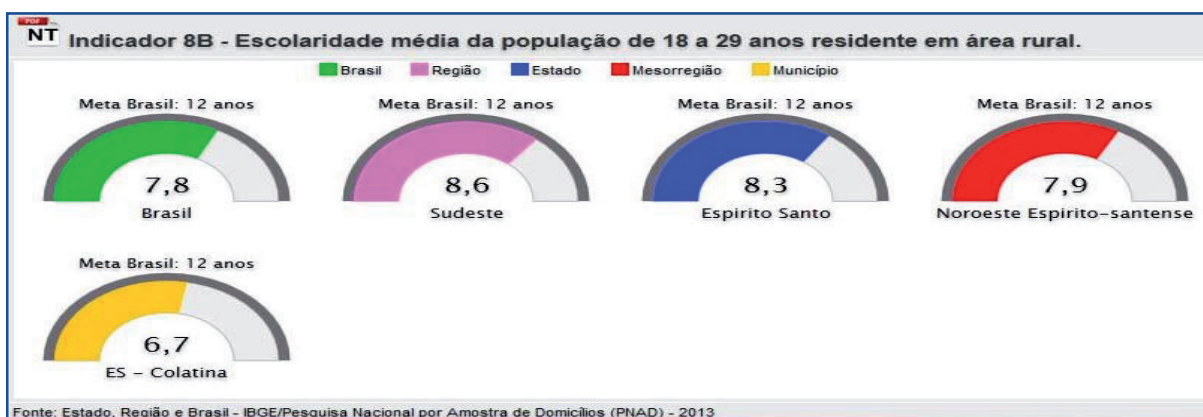 PDF
NT
Indicador 8B - Escolaridade média da população de 18 a 29 anos residente em área rural.
Brasil Região Estado Mesorregião Município
Meta Brasil: 12 anos Meta Brasil: 12 anos Meta Brasil: 12 anos Meta Brasil: 12 anos
7,8 8,6 8,3 7,9
Brasil Sudeste Espirito Santo Noroeste Espirito-santense
Meta Brasil: 12 anos
6,7
ES - Colatina
Fonte: Estado, Região e Brasil - IBGE/Pesquisa Nacional por Amostra de Domicílios (PNAD) - 2013